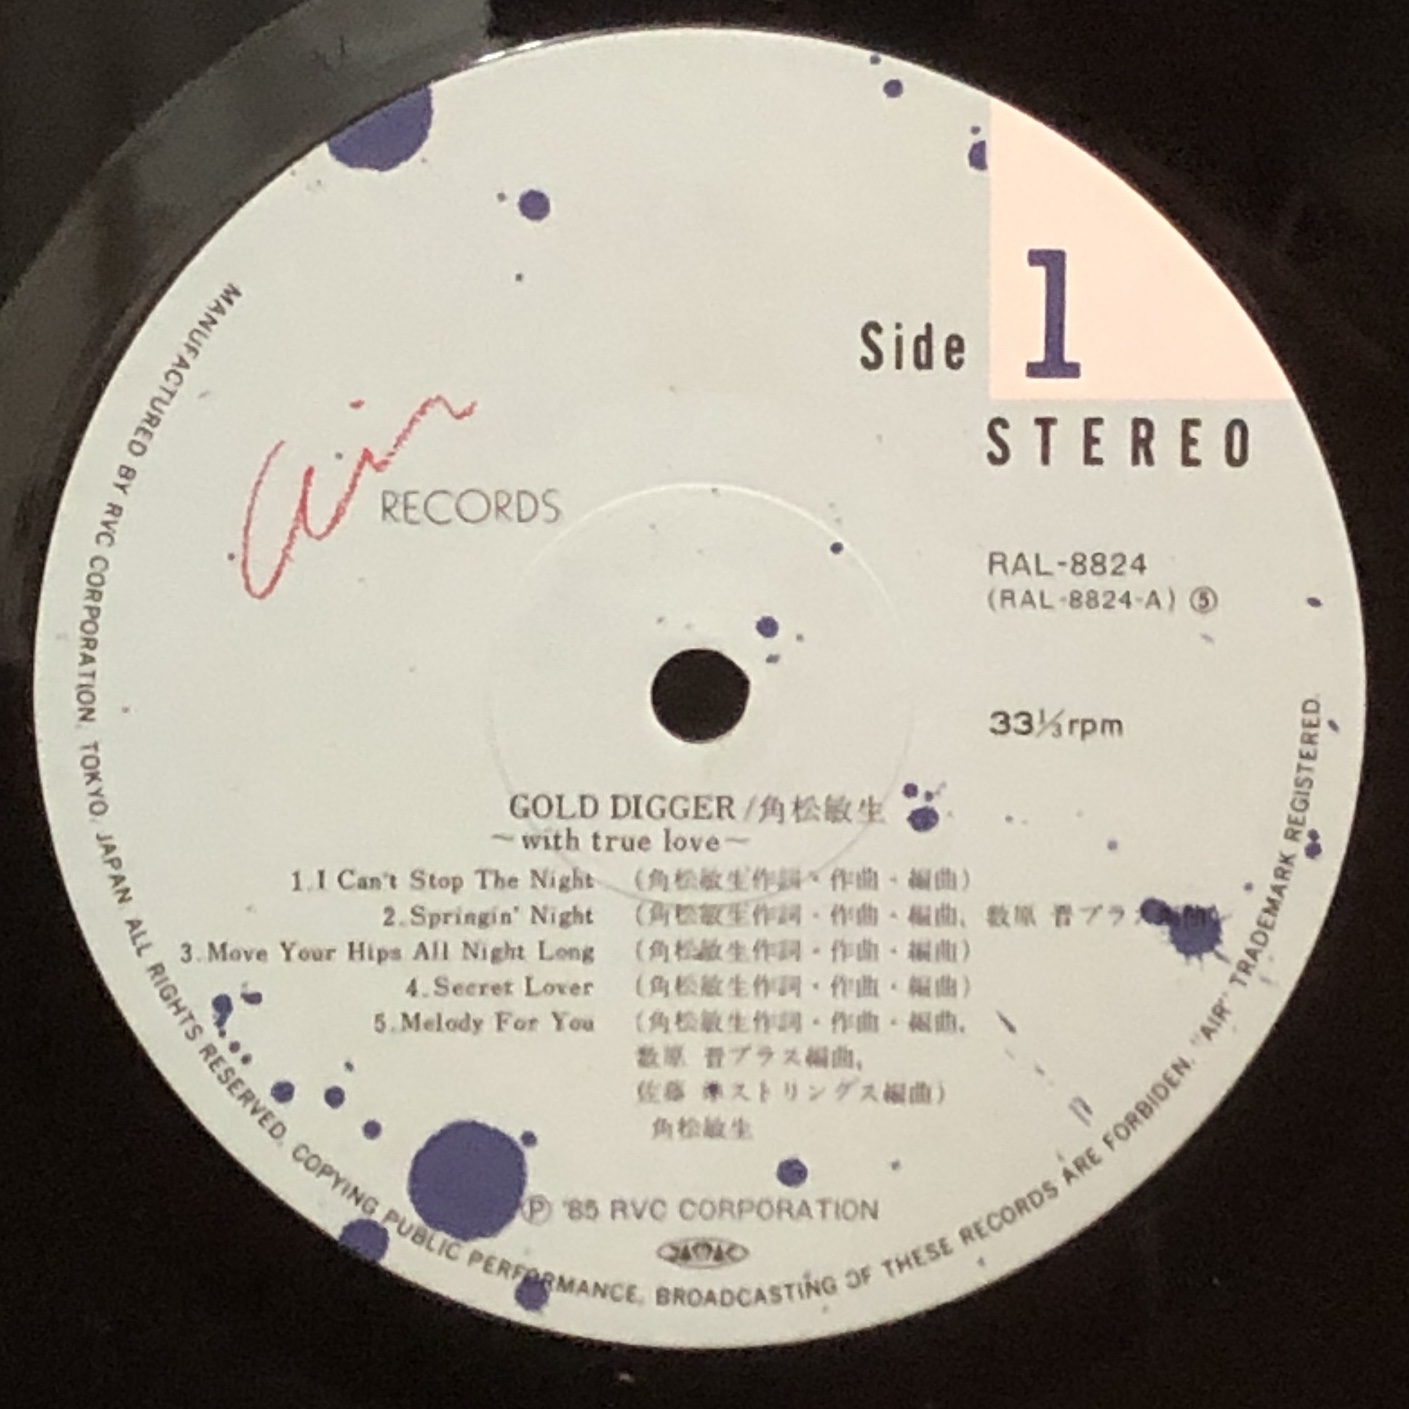 Side 1
STEREO
air RECORDS
RAL-8824
(RAL-8824-A) ⑤
33⅓rpm
GOLD DIGGER/角松敏生
〜with true love〜
1.I Can't Stop The Night (角松敏生作詞・作曲・編曲)
2.Springin' Night (角松敏生作詞・作曲・編曲, 数原 晋ブラス
3.Move Your Hips All Night Long (角松敏生作詞・作曲・編曲)
4.Secret Lover (角松敏生作詞・作曲・編曲)
5.Melody For You (角松敏生作詞・作曲・編曲,
数原 晋ブラス編曲,
佐藤 準ストリングス編曲)
角松敏生
Ⓟ '85 RVC CORPORATION
JASRAC
MANUFACTURED BY RVC CORPORATION, TOKYO, JAPAN. ALL RIGHTS RESERVED. COPYING PUBLIC PERFORMANCE, BROADCASTING OF THESE RECORDS ARE FORBIDEN. "AIR" TRADEMARK REGISTERED.